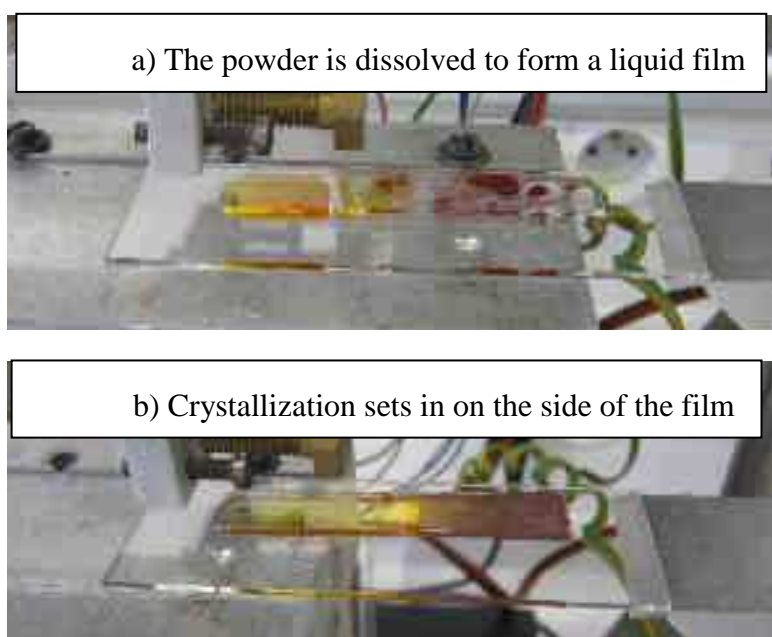 a) The powder is dissolved to form a liquid film
b) Crystallization sets in on the side of the film